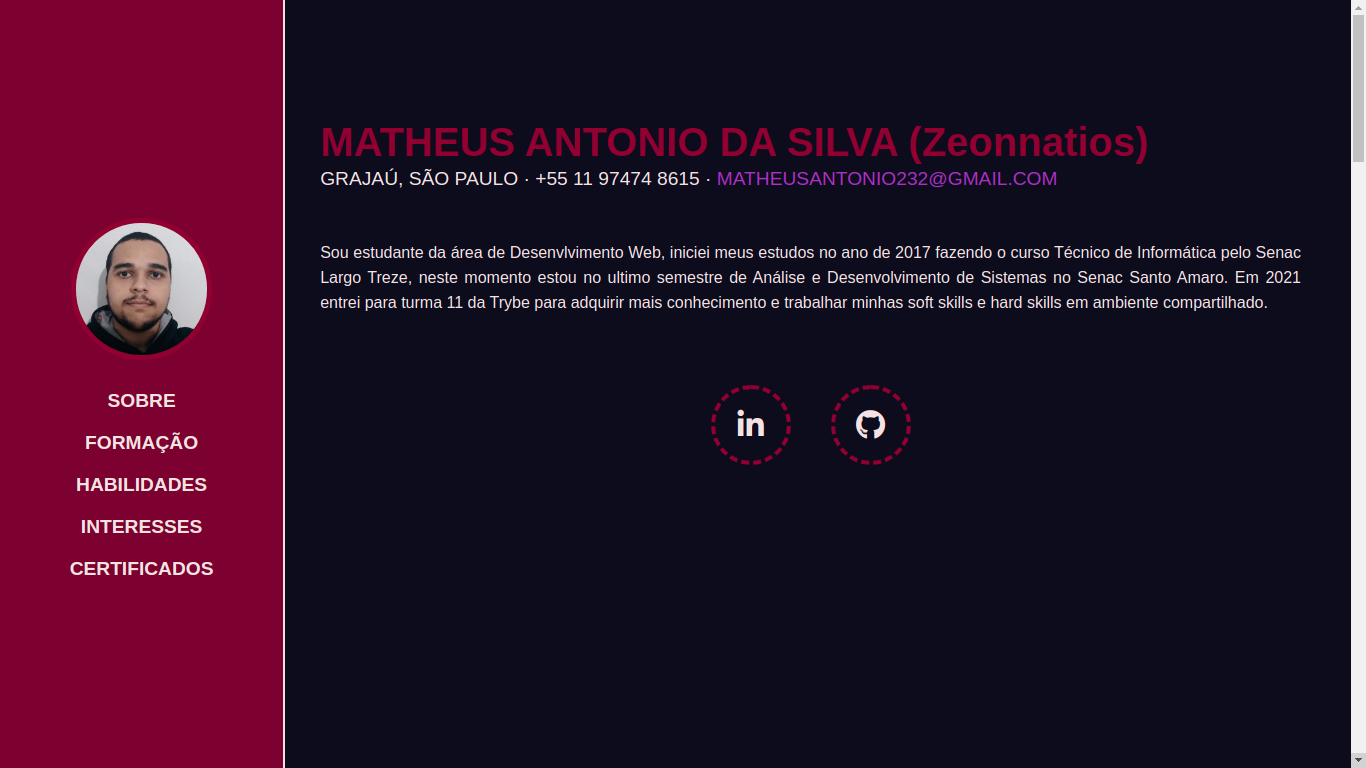 MATHEUS ANTONIO DA SILVA (Zeonnatios)
GRAJAÚ, SÃO PAULO · +55 11 97474 8615 · MATHEUSANTONIO232@GMAIL.COM
Sou estudante da área de Desenvlvimento Web, iniciei meus estudos no ano de 2017 fazendo o curso Técnico de Informática pelo Senac
Largo Treze, neste momento estou no ultimo semestre de Análise e Desenvolvimento de Sistemas no Senac Santo Amaro. Em 2021
entrei para turma 11 da Trybe para adquirir mais conhecimento e trabalhar minhas soft skills e hard skills em ambiente compartilhado.
in
SOBRE
FORMAÇÃO
HABILIDADES
INTERESSES
CERTIFICADOS